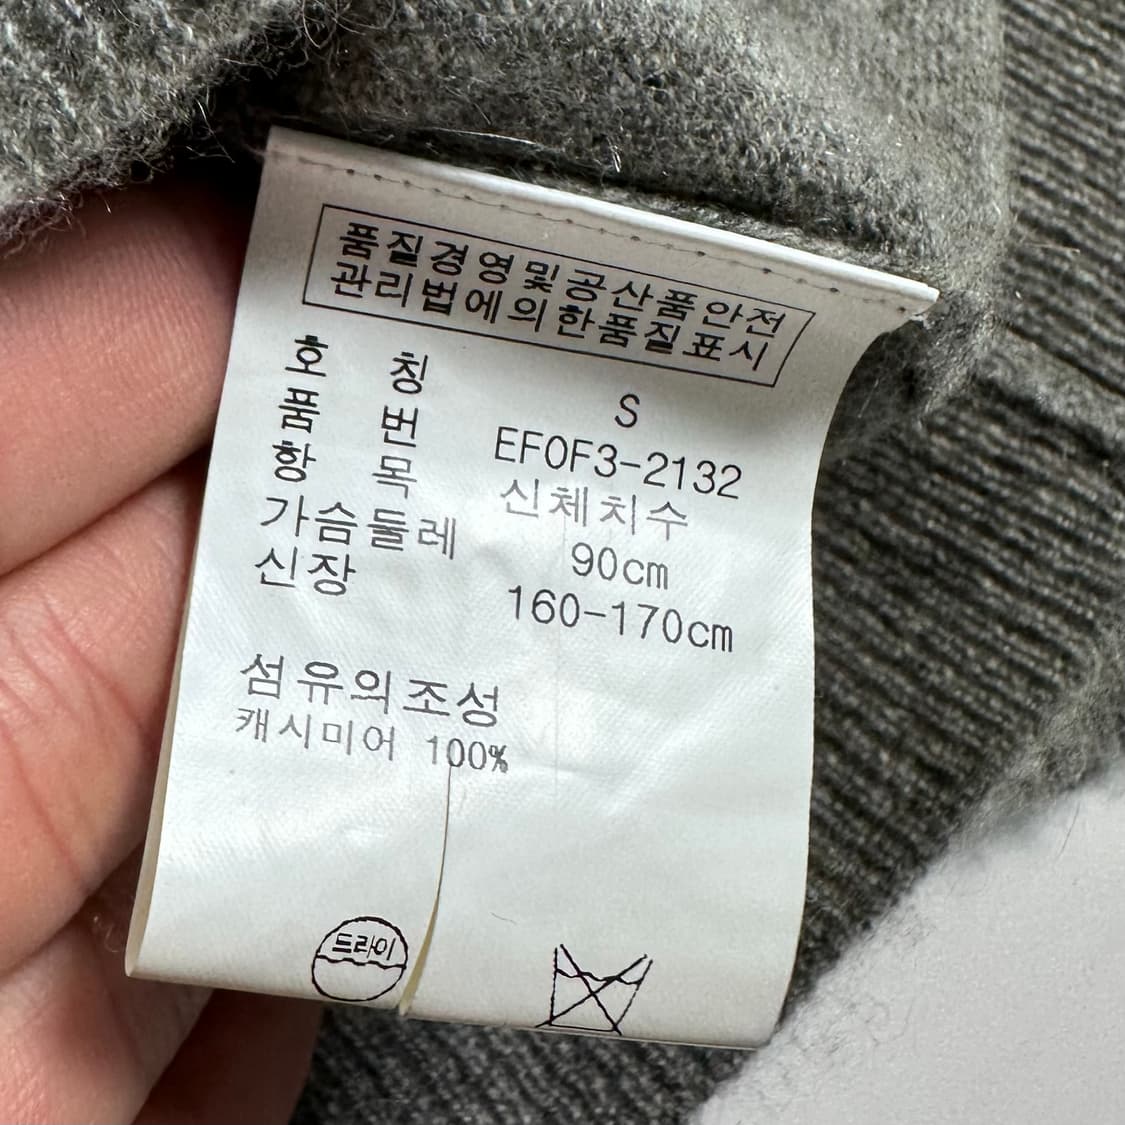 품질경영및공산품안전
관리법에의한품질표시
호 칭 S
품 번 EF0F3-2132
항 목 신체치수
가슴둘레 90cm
신장 160-170cm
섬유의조성
캐시미어 100%
드라이